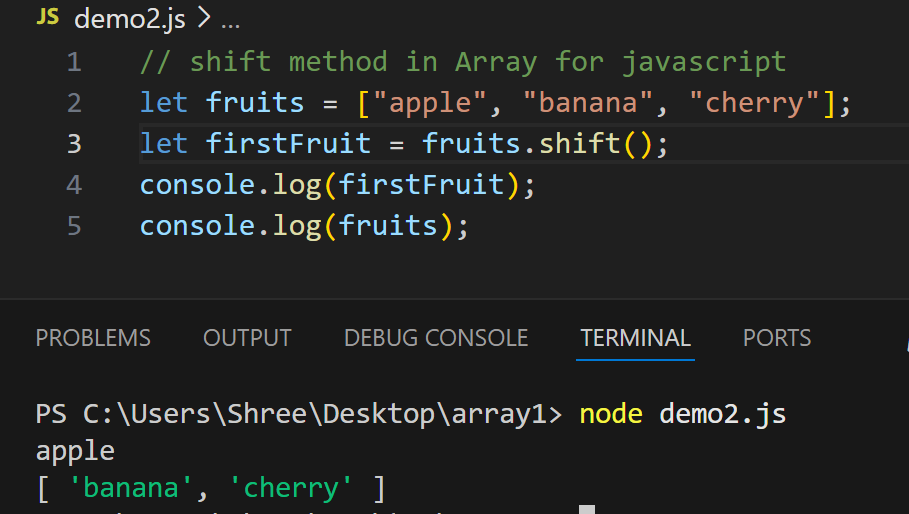 JS demo2.js > ...
1 // shift method in Array for javascript
2 let fruits = ["apple", "banana", "cherry"];
3 let firstFruit = fruits.shift();
4 console.log(firstFruit);
5 console.log(fruits);
PROBLEMS OUTPUT DEBUG CONSOLE TERMINAL PORTS
PS C:\Users\Shree\Desktop\array1> node demo2.js
apple
[ 'banana', 'cherry' ]